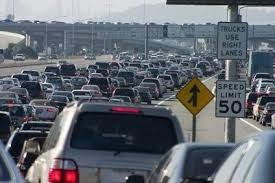 TRUCKS
USE
RIGHT
LANES
SPEED
LIMIT
50